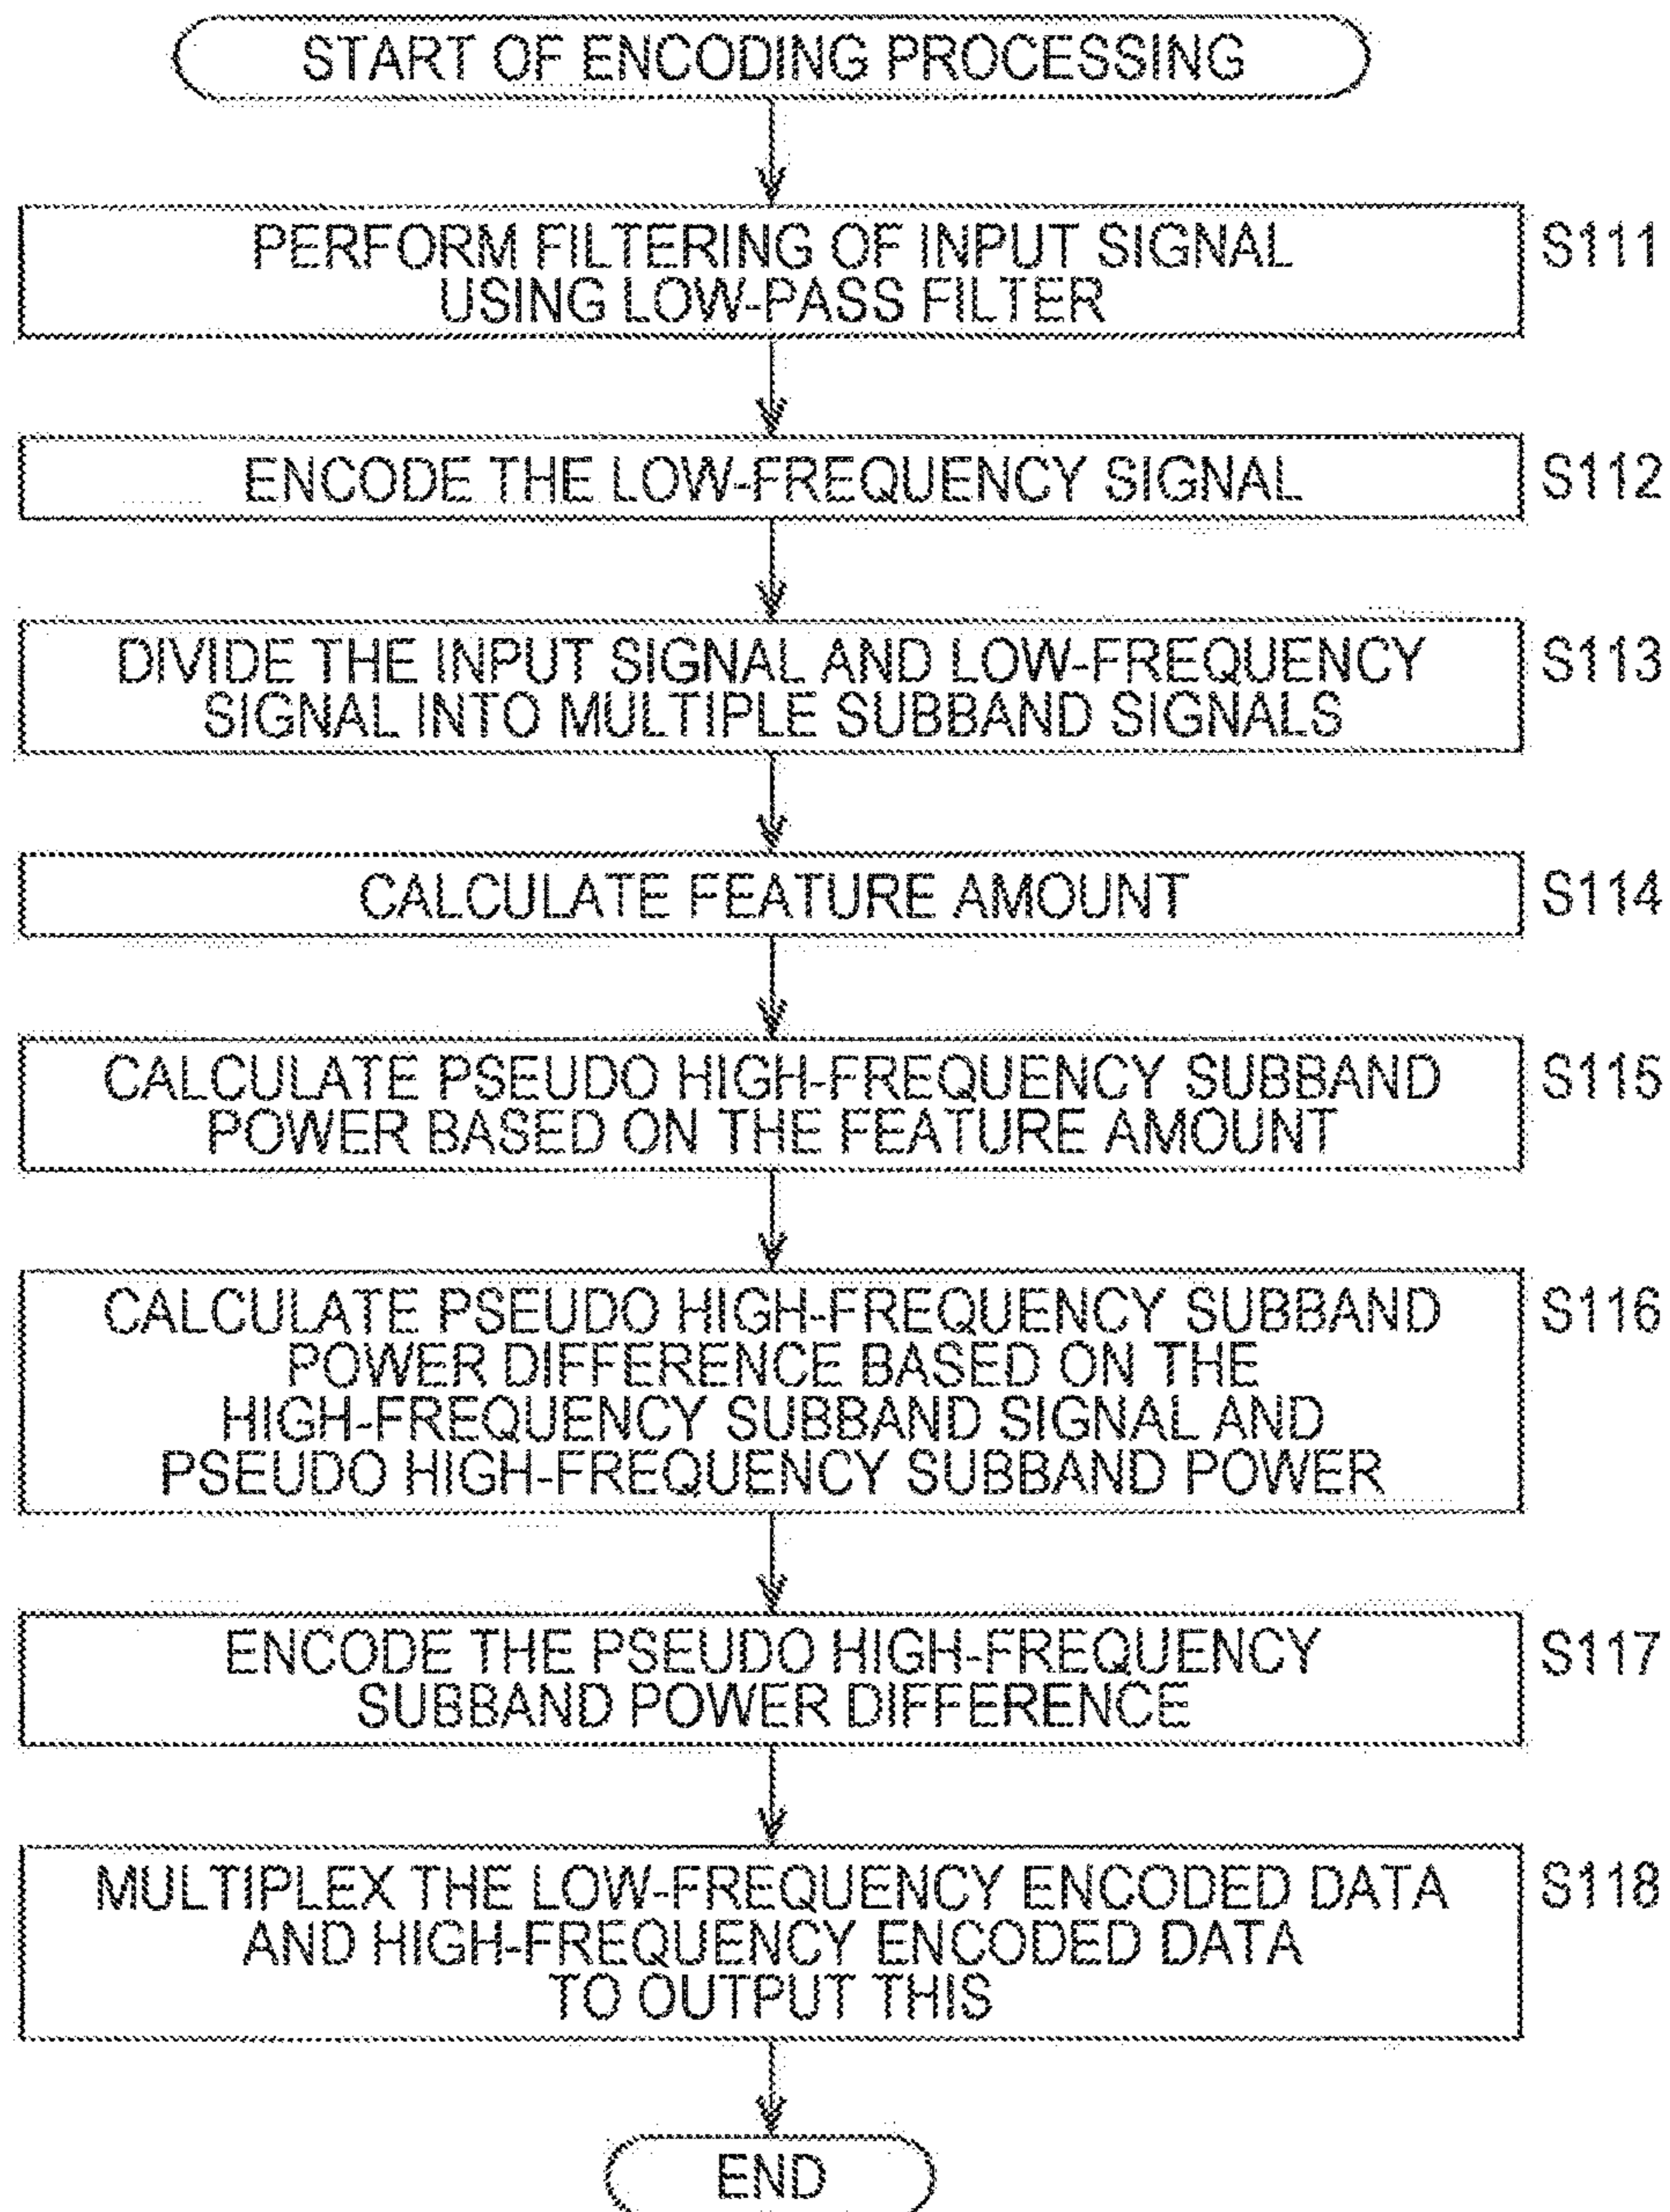 START OF ENCODING PROCESSING
PERFORM FILTERING OF INPUT SIGNAL
USING LOW-PASS FILTER
S111
ENCODE THE LOW-FREQUENCY SIGNAL
S112
DIVIDE THE INPUT SIGNAL AND LOW-FREQUENCY
SIGNAL INTO MULTIPLE SUBBAND SIGNALS
S113
CALCULATE FEATURE AMOUNT
S114
CALCULATE PSEUDO HIGH-FREQUENCY SUBBAND
POWER BASED ON THE FEATURE AMOUNT
S115
CALCULATE PSEUDO HIGH-FREQUENCY SUBBAND
POWER DIFFERENCE BASED ON THE
HIGH-FREQUENCY SUBBAND SIGNAL AND
PSEUDO HIGH-FREQUENCY SUBBAND POWER
S116
ENCODE THE PSEUDO HIGH-FREQUENCY
SUBBAND POWER DIFFERENCE
S117
MULTIPLEX THE LOW-FREQUENCY ENCODED DATA
AND HIGH-FREQUENCY ENCODED DATA
TO OUTPUT THIS
S118
END